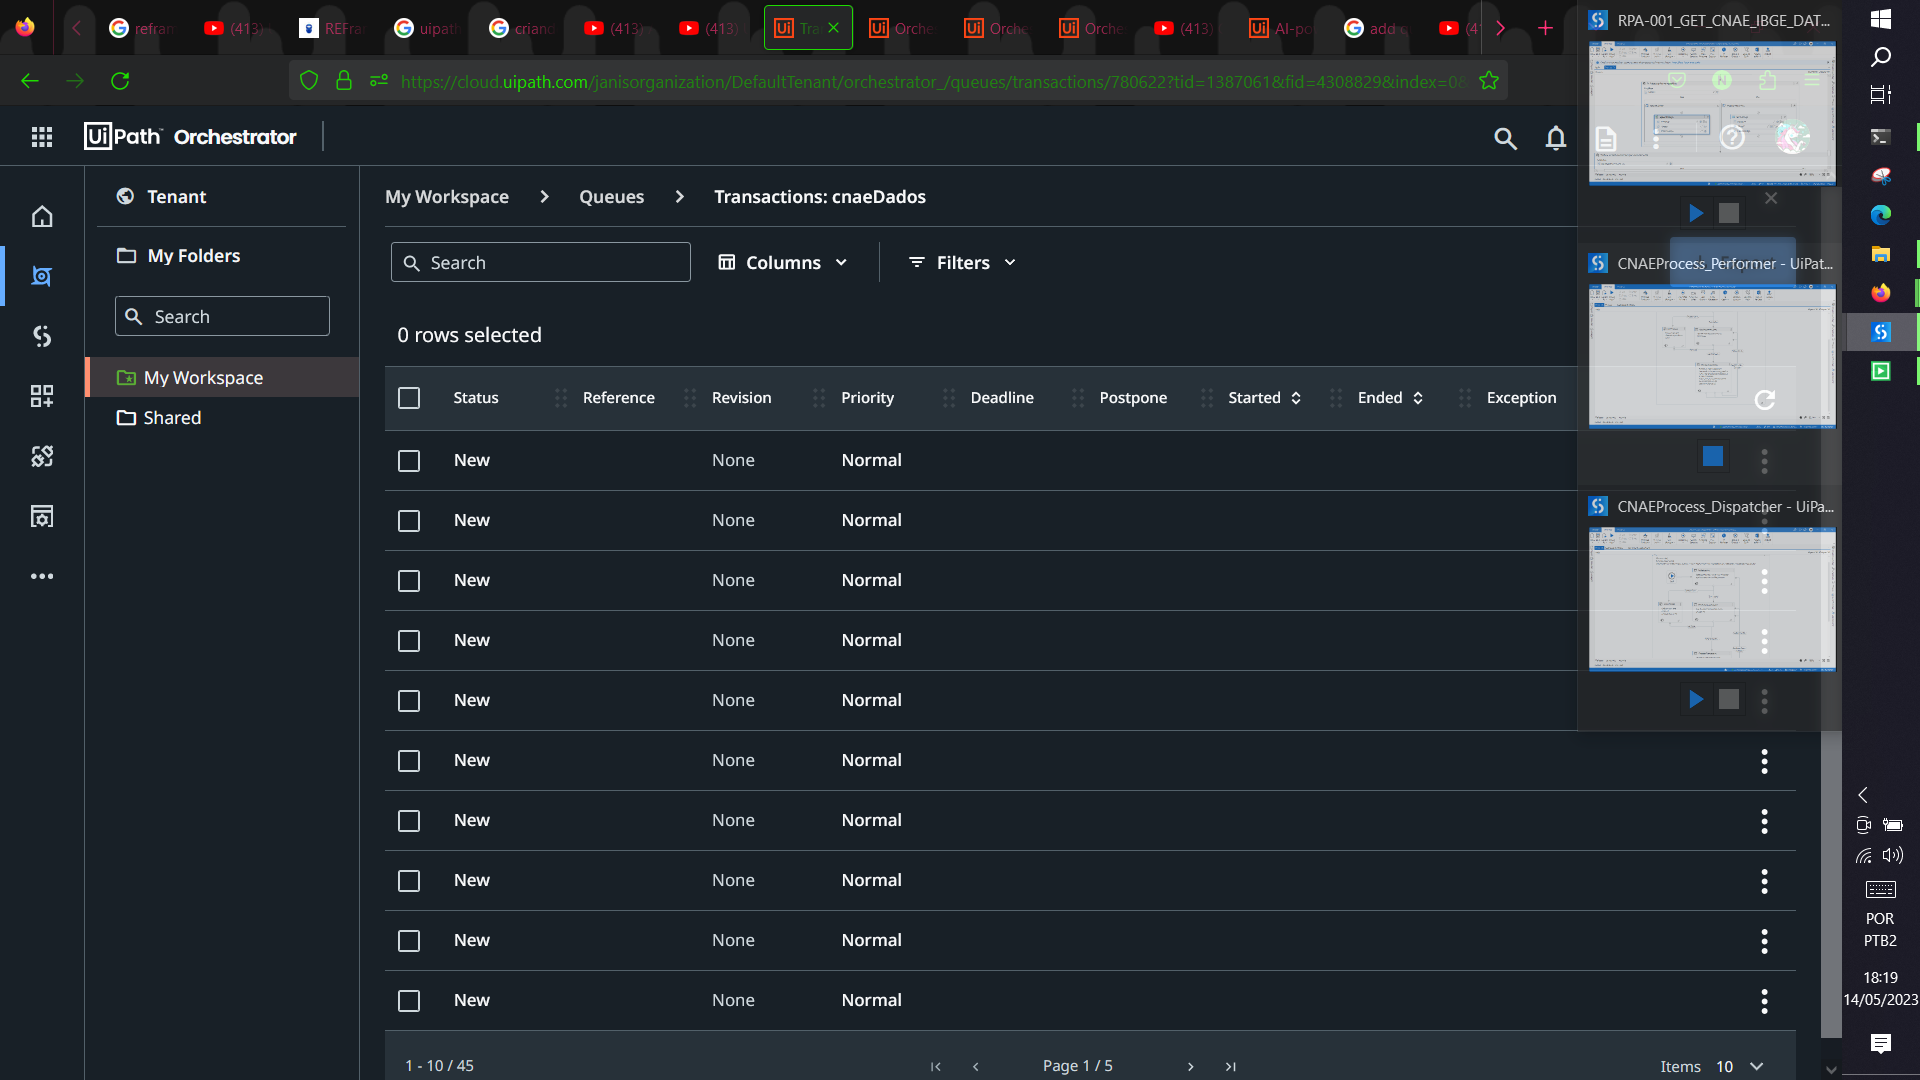 refram
(413)
REFra
uipath
criand
(413)
(413)
Tra
Orche
Orche
Orche
(413)
AI-po
add q
(41
https://cloud.uipath.com/janisorganization/DefaultTenant/orchestrator_/queues/transactions/780622?tid=1387061&fid=4308829&index=0&
UiPath Orchestrator
Tenant
My Folders
Search
My Workspace
Shared
My Workspace > Queues > Transactions: cnaeDados
Search
Columns
Filters
0 rows selected
Status Reference Revision Priority Deadline Postpone Started Ended Exception
New None Normal
New None Normal
New None Normal
New None Normal
New None Normal
New None Normal
New None Normal
New None Normal
New None Normal
New None Normal
1 - 10 / 45
Page 1 / 5
Items 10
RPA-001_GET_CNAE_IBGE_DAT...
CNAEProcess_Performer - UiPat...
CNAEProcess_Dispatcher - UiPa...
POR
PTB2
18:19
14/05/2023